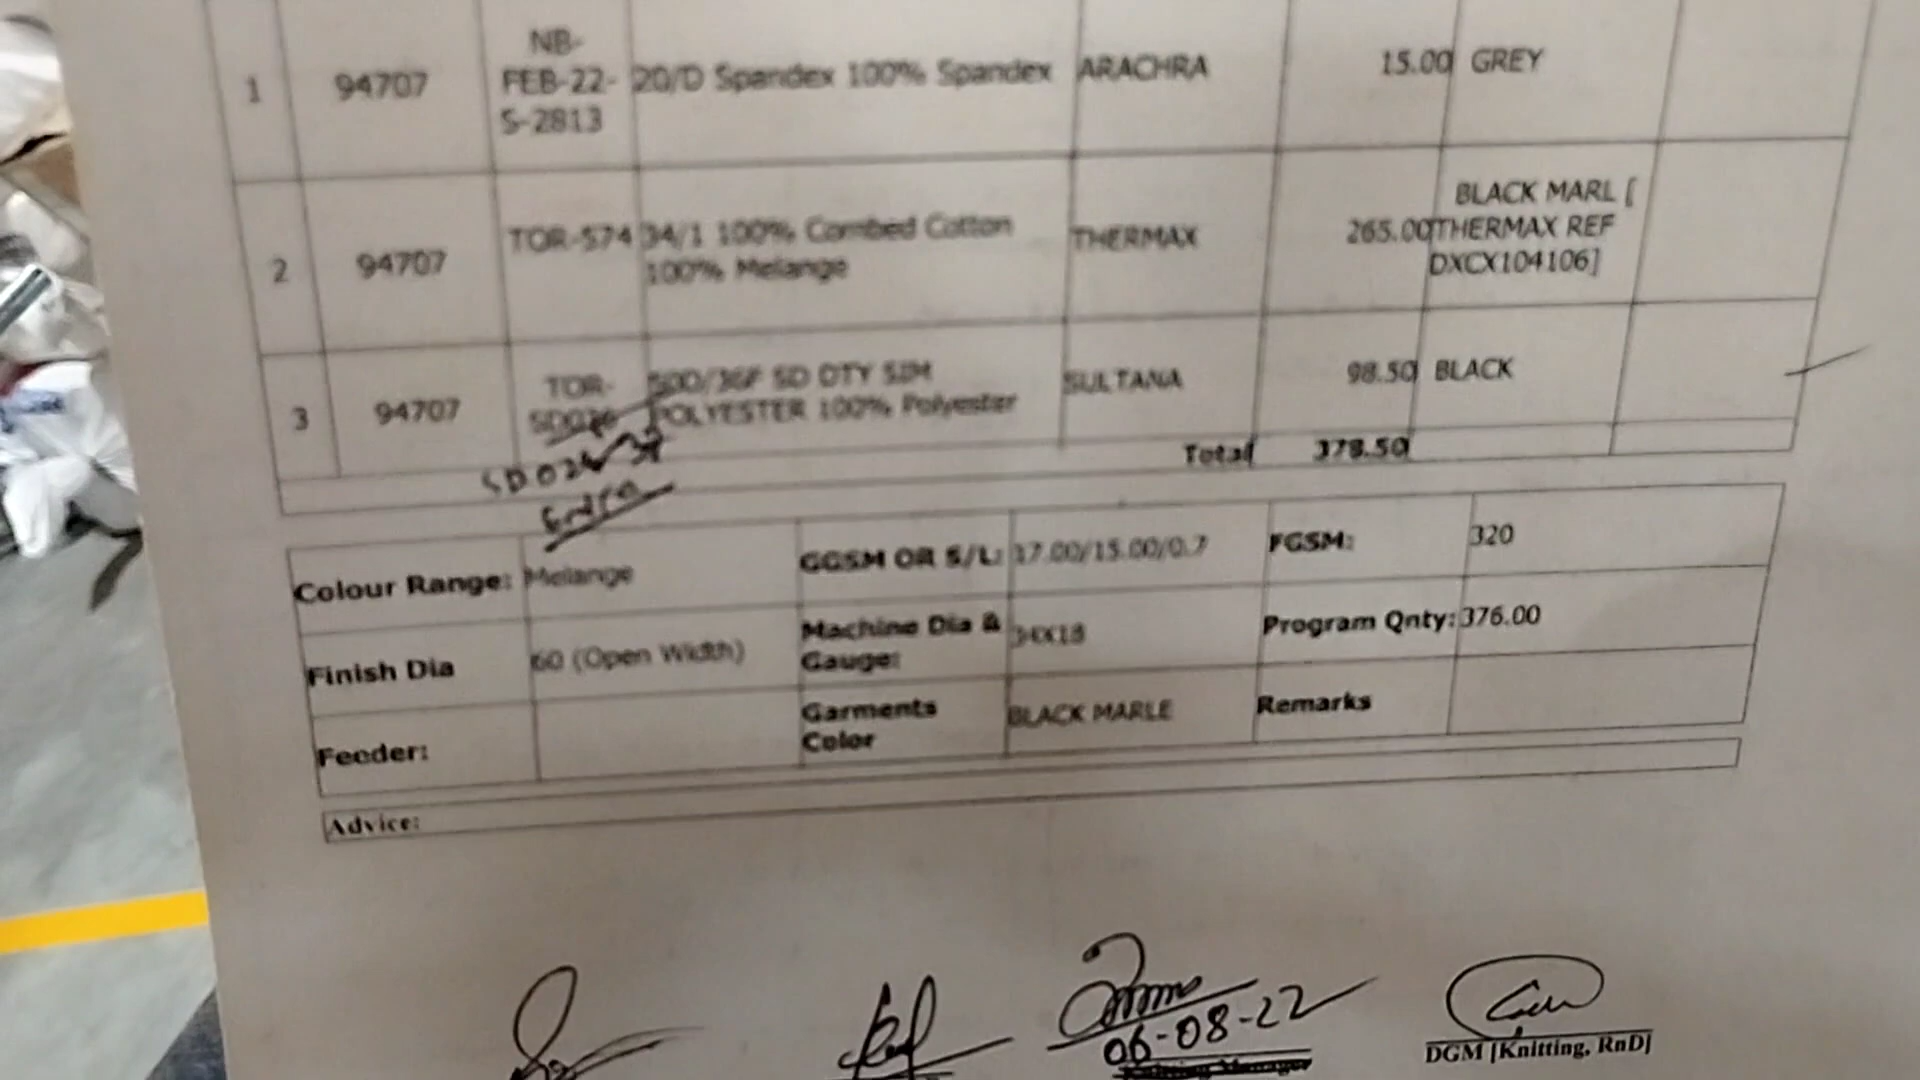 1 94707 NB-FEB-22-S-2813 20/D Spandex 100% Spandex ARACHRA 15.00 GREY
2 94707 TOR-574 34/1 100% Combed Cotton 100% Melange THERMAX 265.00 BLACK MARL [ THERMAX REF DXCX104106]
3 94707 TOR- 50D/36F SD DTY SIM POLYESTER 100% Polyester SULTANA 98.50 BLACK
Total 378.50
Colour Range: Melange GGSM OR S/L: 17.00/15.00/0.7 FGSM: 320
Finish Dia 60 (Open Width) Machine Dia & Gauge: 34X18 Program Qnty: 376.00
Feeder: Garments Color BLACK MARLE Remarks
Advice:
06-08-22
Knitting Manager
DGM [Knitting, RnD]